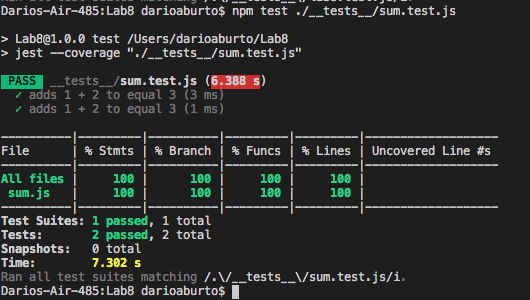 Ran all test suites matching
Darios-Air-485:Lab8 darioaburto$ npm test ./__tests__/sum.test.js
> Lab8@1.0.0 test /Users/darioaburto/Lab8
> jest --coverage "./__tests__/sum.test.js"
PASS __tests__/sum.test.js (6.388 s)
✓ adds 1 + 2 to equal 3 (3 ms)
✓ adds 1 + 2 to equal 3 (1 ms)
----------|---------|----------|---------|---------|-------------------
File | % Stmts | % Branch | % Funcs | % Lines | Uncovered Line #s
----------|---------|----------|---------|---------|-------------------
All files | 100 | 100 | 100 | 100 |
sum.js | 100 | 100 | 100 | 100 |
----------|---------|----------|---------|---------|-------------------
Test Suites: 1 passed, 1 total
Tests: 2 passed, 2 total
Snapshots: 0 total
Time: 7.302 s
Ran all test suites matching /.\/__tests__\/sum.test.js/i.
Darios-Air-485:Lab8 darioaburto$